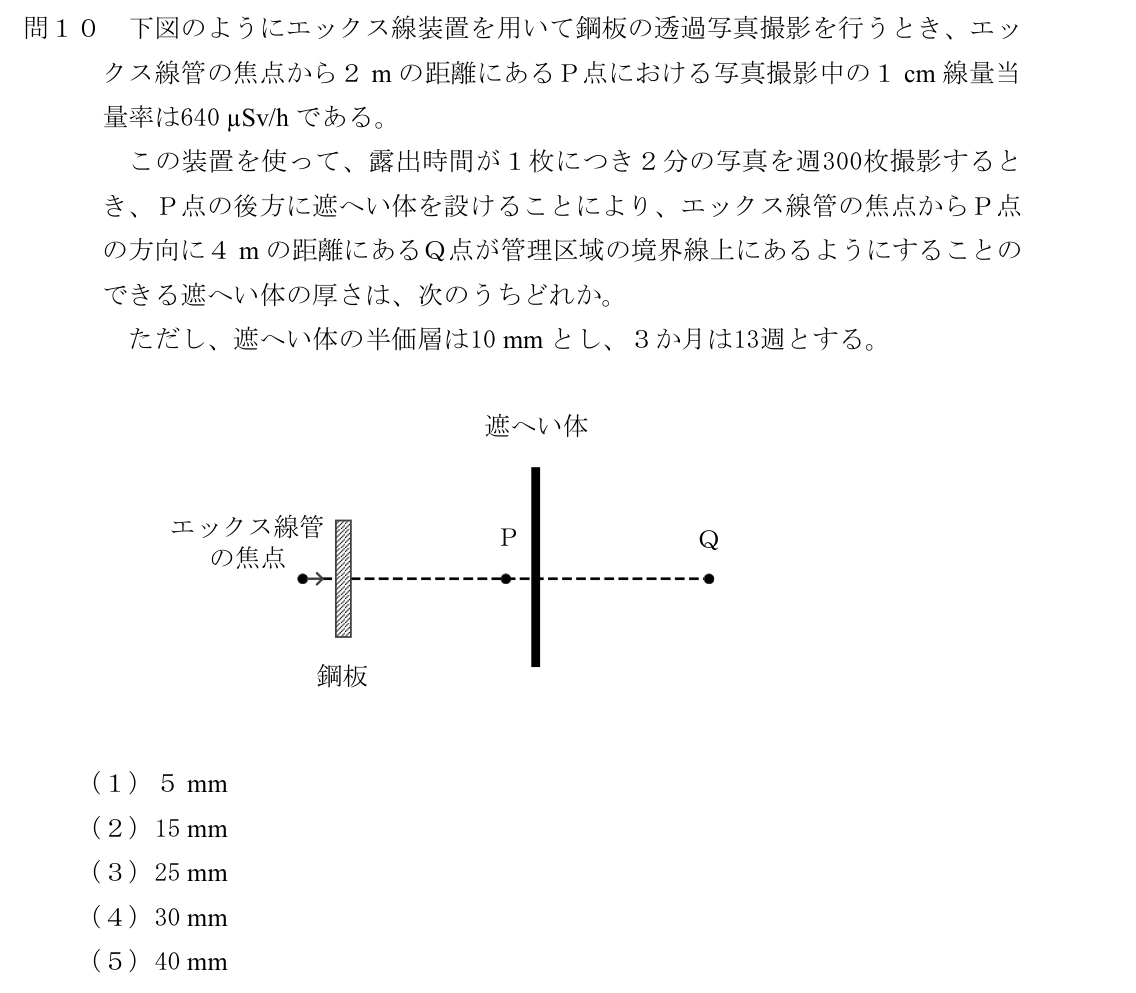 問１０　下図のようにエックス線装置を用いて鋼板の透過写真撮影を行うとき、エッ
クス線管の焦点から２ m の距離にあるＰ点における写真撮影中の１ cm 線量当
量率は640 μSv/h である。
この装置を使って、露出時間が１枚につき２分の写真を週300枚撮影すると
き、Ｐ点の後方に遮へい体を設けることにより、エックス線管の焦点からＰ点
の方向に４ m の距離にあるＱ点が管理区域の境界線上にあるようにすることの
できる遮へい体の厚さは、次のうちどれか。
ただし、遮へい体の半価層は10 mm とし、３か月は13週とする。
遮へい体
エックス線管
の焦点
Ｐ
Ｑ
鋼板
（１）５ mm
（２）15 mm
（３）25 mm
（４）30 mm
（５）40 mm